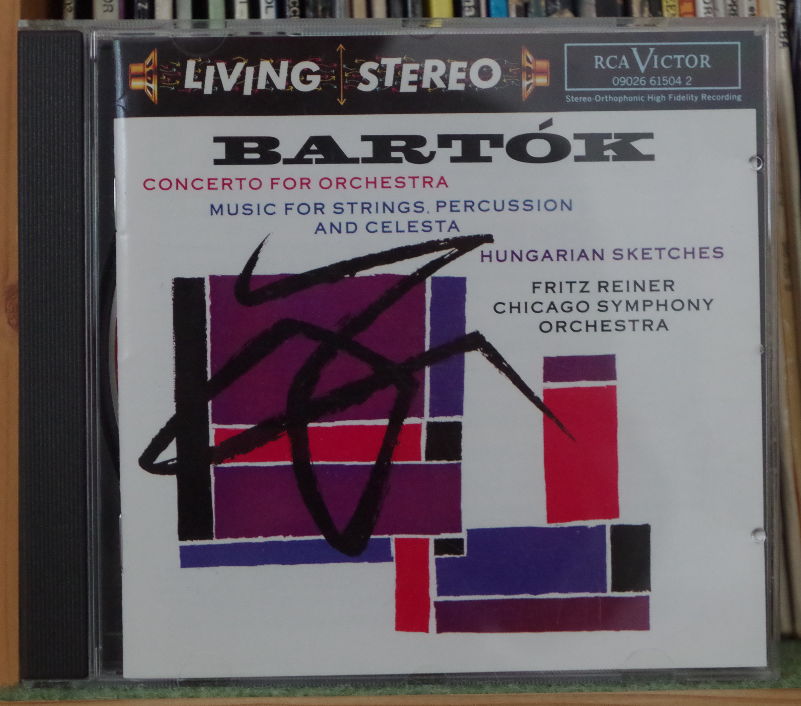 LIVING STEREO
RCA VICTOR
09026 61504 2
Stereo-Orthophonic High Fidelity Recording
BARTÓK
CONCERTO FOR ORCHESTRA
MUSIC FOR STRINGS, PERCUSSION
AND CELESTA
HUNGARIAN SKETCHES
FRITZ REINER
CHICAGO SYMPHONY
ORCHESTRA